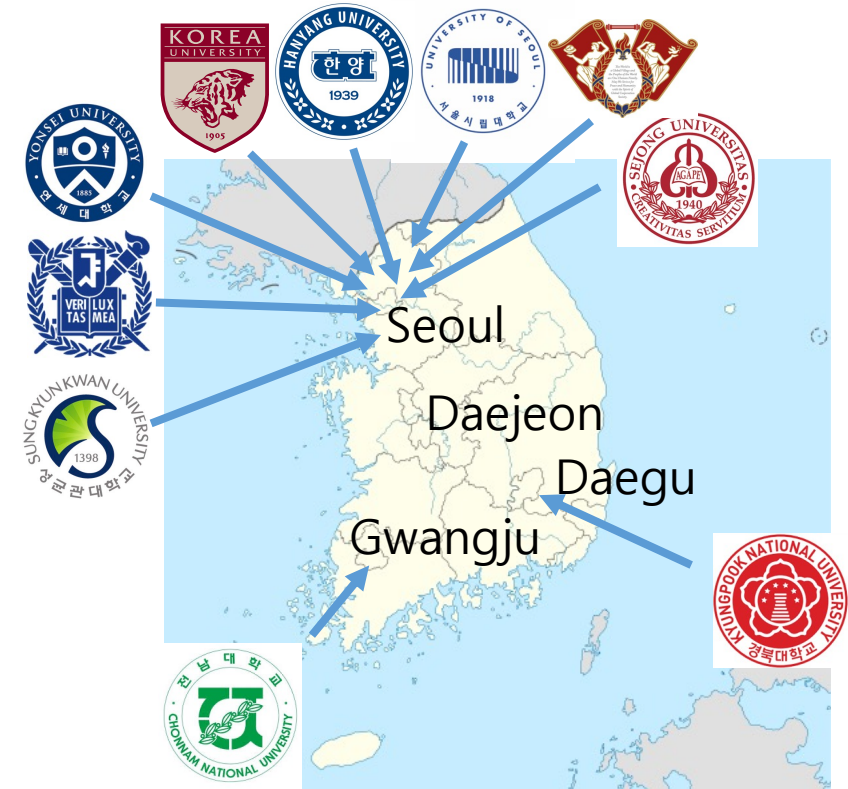 KOREA
UNIVERSITY
1905
HANYANG UNIVERSITY
한양
1939
UNIVERSITY OF SEOUL
1918
서울시립대학교
YONSEI UNIVERSITY
1885
연세대학교
SEJONG UNIVERSITAS
AGAPE
1940
CREATIVITAS SERVITIUM
VERI LUX
TAS MEA
Seoul
SUNGKYUNKWAN UNIVERSITY
1398
성균관대학교
Daejeon
Daegu
Gwangju
KYUNGPOOK NATIONAL UNIVERSITY
경북대학교
전남대학교
CHONNAM NATIONAL UNIVERSITY